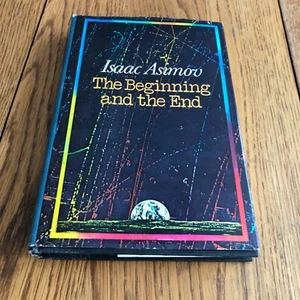 Isaac Asimov
The Beginning
and the End